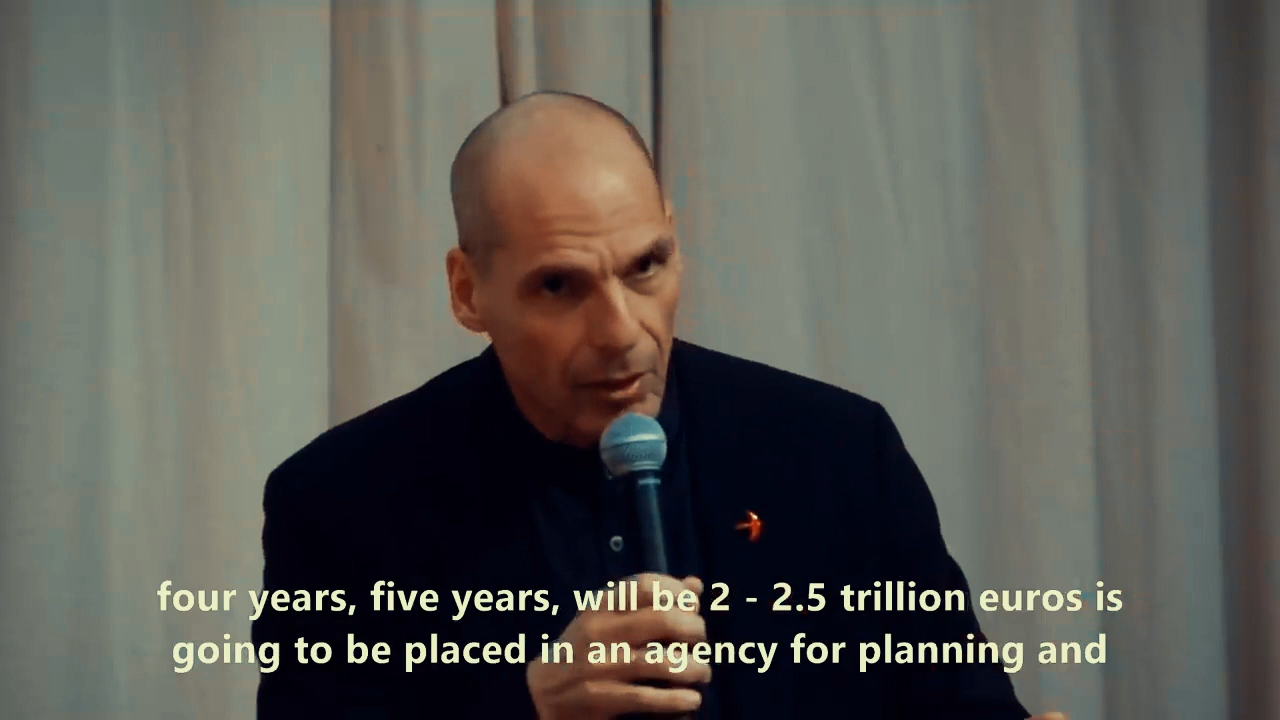 four years, five years, will be 2 - 2.5 trillion euros is
going to be placed in an agency for planning and